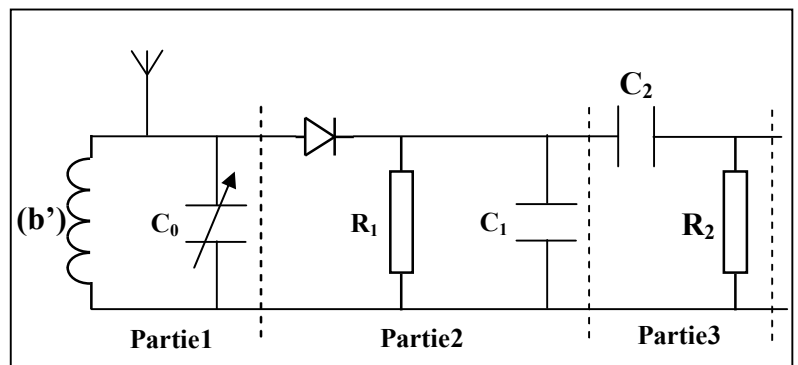 C₂
(b’)
C₀
R₁
C₁
R₂
Partie1
Partie2
Partie3